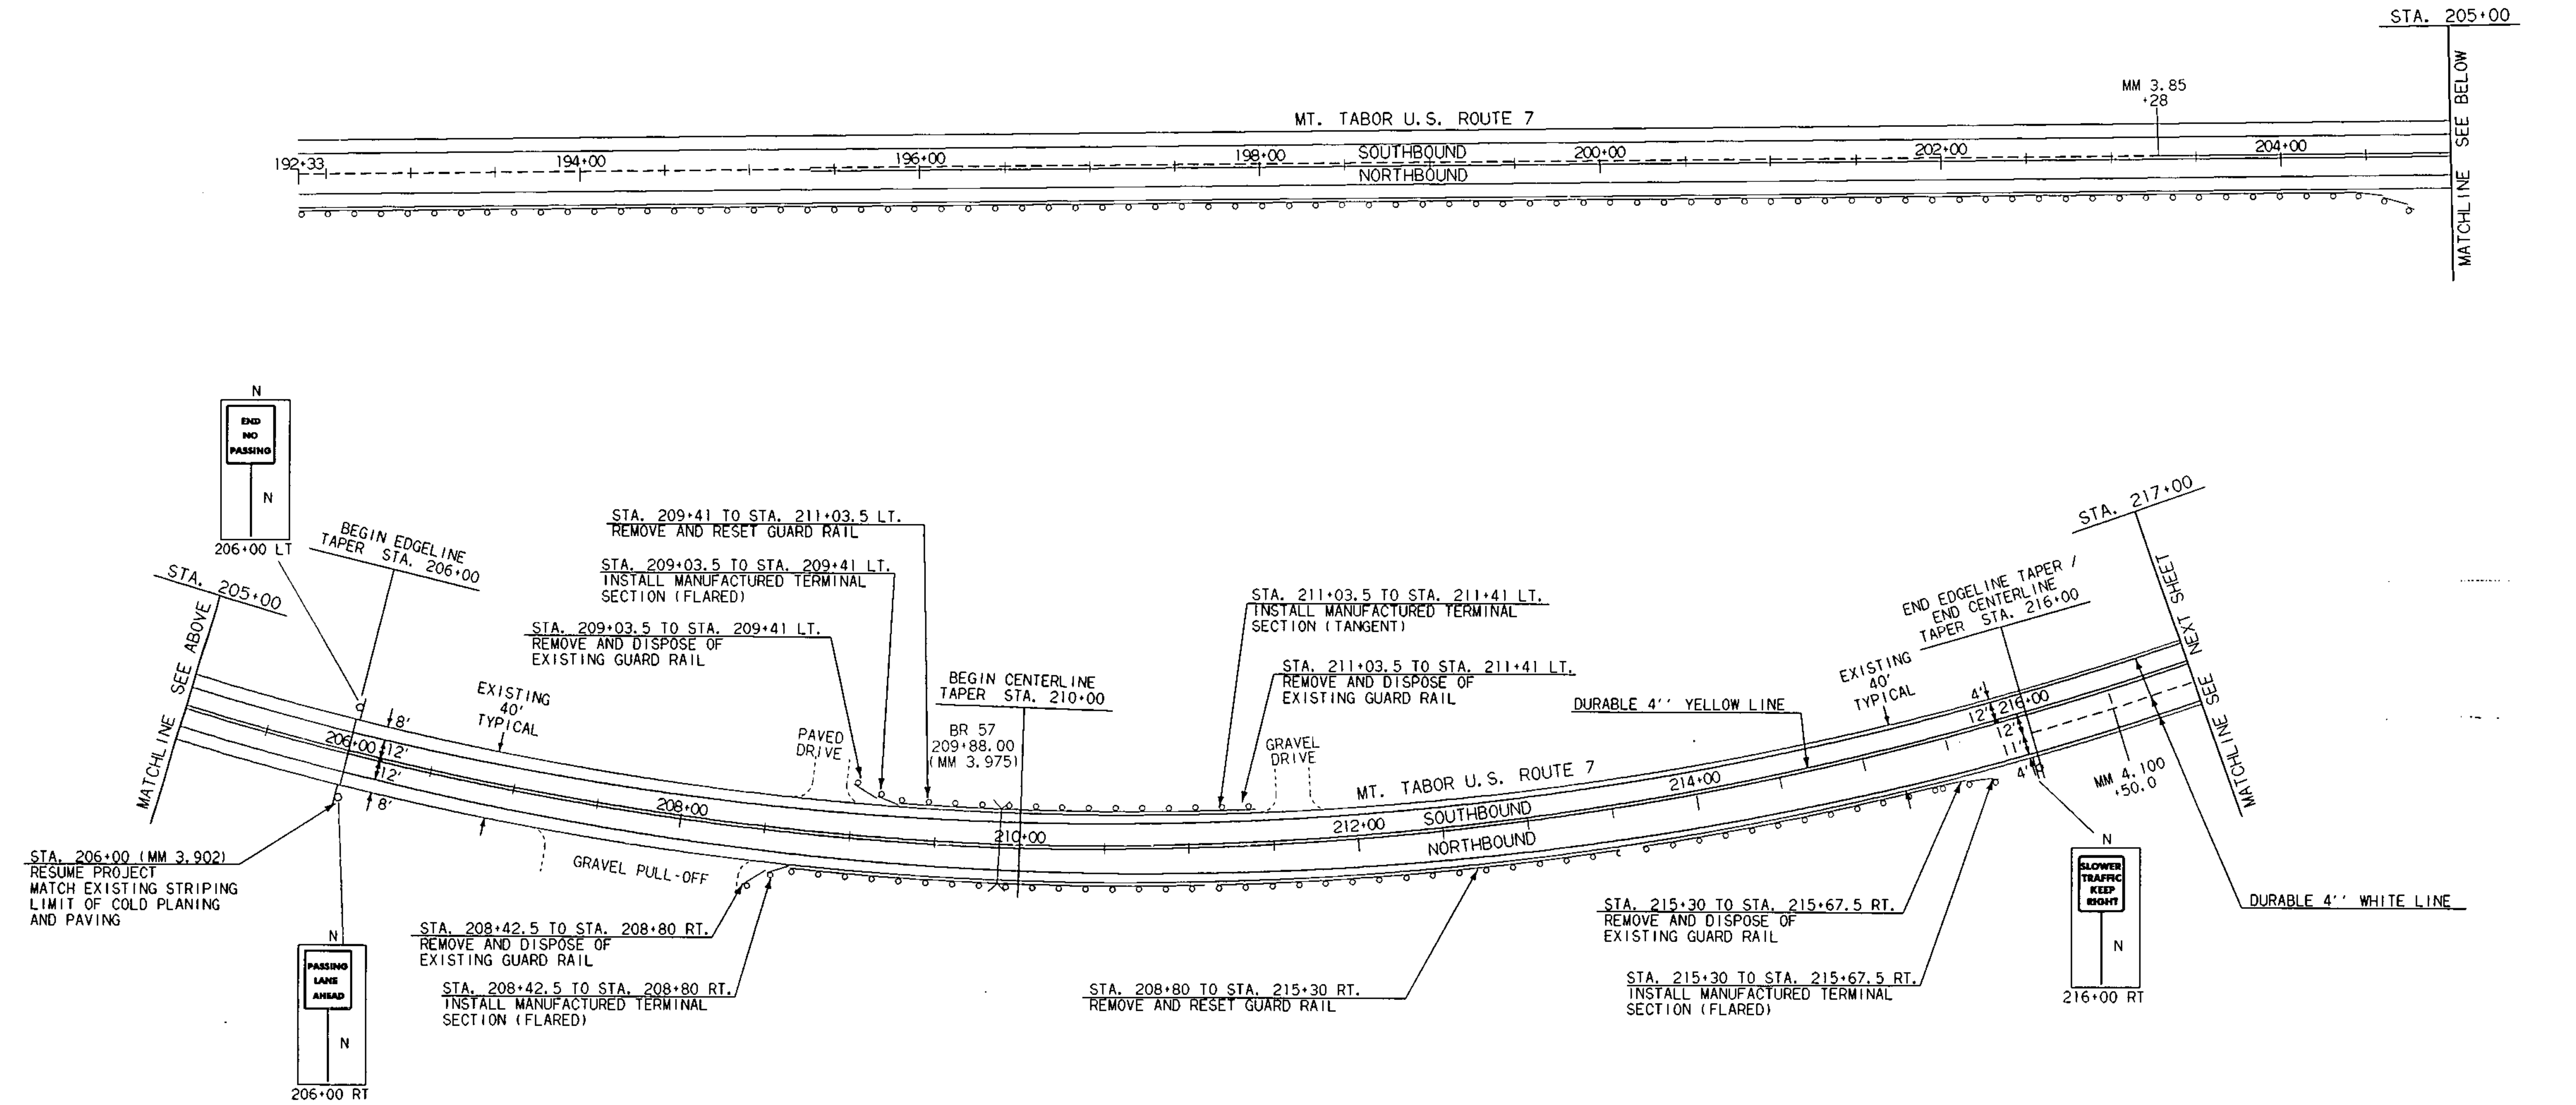 STA. 205+00
MM 3.85
+28
MT. TABOR U.S. ROUTE 7
SEE BELOW
MATCHLINE
192+33
194+00
196+00
198+00
SOUTHBOUND
200+00
202+00
204+00
NORTHBOUND
N
END
NO
PASSING
N
206+00 LT
BEGIN EDGELINE
TAPER STA. 206+00
STA. 205+00
MATCHLINE SEE ABOVE
STA. 209+41 TO STA. 211+03.5 LT.
REMOVE AND RESET GUARD RAIL
STA. 209+03.5 TO STA. 209+41 LT.
INSTALL MANUFACTURED TERMINAL
SECTION (FLARED)
STA. 209+03.5 TO STA. 209+41 LT.
REMOVE AND DISPOSE OF
EXISTING GUARD RAIL
STA. 211+03.5 TO STA. 211+41 LT.
INSTALL MANUFACTURED TERMINAL
SECTION (TANGENT)
STA. 211+03.5 TO STA. 211+41 LT.
REMOVE AND DISPOSE OF
EXISTING GUARD RAIL
BEGIN CENTERLINE
TAPER STA. 210+00
BR 57
209+88.00
(MM 3.975)
EXISTING
40'
TYPICAL
PAVED
DRIVE
GRAVEL
DRIVE
DURABLE 4'' YELLOW LINE
EXISTING
40'
TYPICAL
END EDGELINE TAPER /
END CENTERLINE
TAPER STA. 216+00
STA. 217+00
MATCHLINE SEE NEXT SHEET
8'
206+00
12'
12'
8'
208+00
210+00
212+00
MT. TABOR U.S. ROUTE 7
SOUTHBOUND
NORTHBOUND
214+00
4'
12'
216+00
12'
11'
4'
MM 4.100
+50.0
GRAVEL PULL-OFF
STA. 206+00 (MM 3.902)
RESUME PROJECT
MATCH EXISTING STRIPING
LIMIT OF COLD PLANING
AND PAVING
N
PASSING
LANE
AHEAD
N
206+00 RT
STA. 208+42.5 TO STA. 208+80 RT.
REMOVE AND DISPOSE OF
EXISTING GUARD RAIL
STA. 208+42.5 TO STA. 208+80 RT.
INSTALL MANUFACTURED TERMINAL
SECTION (FLARED)
STA. 208+80 TO STA. 215+30 RT.
REMOVE AND RESET GUARD RAIL
STA. 215+30 TO STA. 215+67.5 RT.
REMOVE AND DISPOSE OF
EXISTING GUARD RAIL
STA. 215+30 TO STA. 215+67.5 RT.
INSTALL MANUFACTURED TERMINAL
SECTION (FLARED)
N
SLOWER
TRAFFIC
KEEP
RIGHT
N
216+00 RT
DURABLE 4'' WHITE LINE